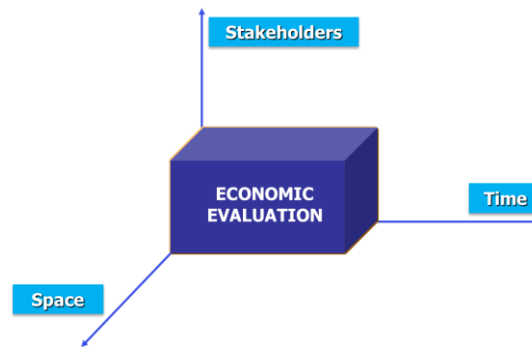 Stakeholders
ECONOMIC
EVALUATION
Time
Space